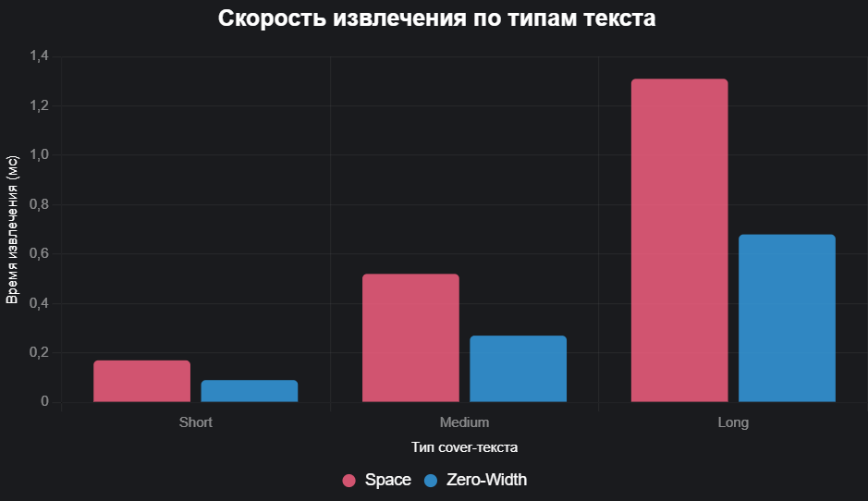 Скорость извлечения по типам текста
1,4
1,2
1,0
0,8
0,6
0,4
0,2
0
Время извлечения (мс)
Short Medium Long
Тип cover-текста
Space Zero-Width